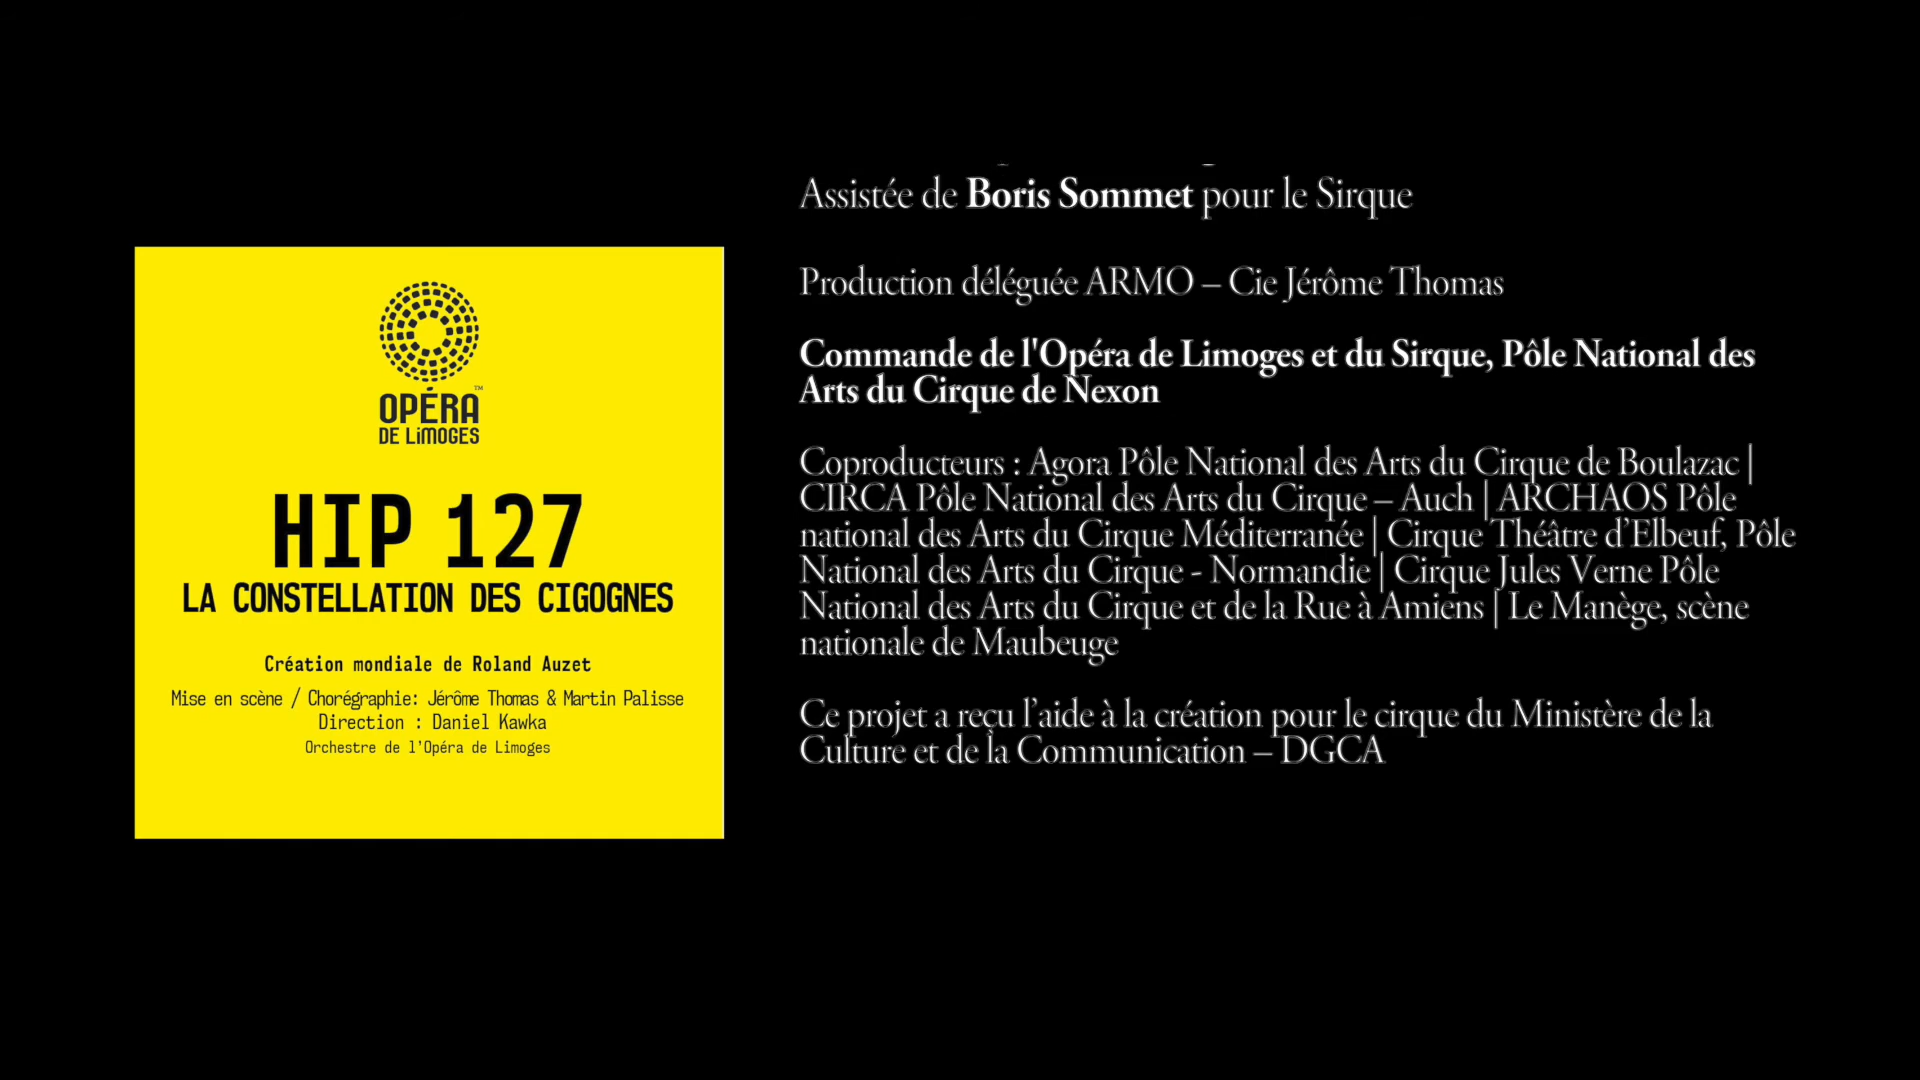 OPÉRA
DE LiMOGES
™
HIP 127
LA CONSTELLATION DES CIGOGNES
Création mondiale de Roland Auzet
Mise en scène / Chorégraphie: Jérôme Thomas & Martin Palisse
Direction : Daniel Kawka
Orchestre de l'Opéra de Limoges
Assistée de Boris Sommet pour le Sirque
Production déléguée ARMO – Cie Jérôme Thomas
Commande de l'Opéra de Limoges et du Sirque, Pôle National des
Arts du Cirque de Nexon
Coproducteurs : Agora Pôle National des Arts du Cirque de Boulazac |
CIRCA Pôle National des Arts du Cirque – Auch | ARCHAOS Pôle
national des Arts du Cirque Méditerranée | Cirque Théâtre d’Elbeuf, Pôle
National des Arts du Cirque - Normandie | Cirque Jules Verne Pôle
National des Arts du Cirque et de la Rue à Amiens | Le Manège, scène
nationale de Maubeuge
Ce projet a reçu l’aide à la création pour le cirque du Ministère de la
Culture et de la Communication – DGCA